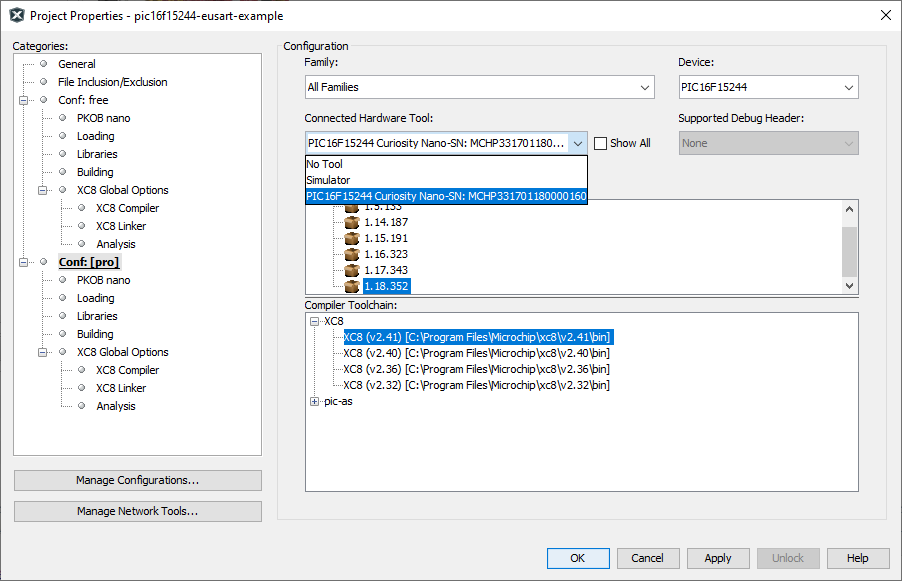 Project Properties - pic16f15244-eusart-example
Categories:
General
File Inclusion/Exclusion
Conf: free
PKOB nano
Loading
Libraries
Building
XC8 Global Options
XC8 Compiler
XC8 Linker
Analysis
Conf: [pro]
PKOB nano
Loading
Libraries
Building
XC8 Global Options
XC8 Compiler
XC8 Linker
Analysis
Manage Configurations...
Manage Network Tools...
Configuration
Family:
Device:
All Families
PIC16F15244
Connected Hardware Tool:
Supported Debug Header:
PIC16F15244 Curiosity Nano-SN: MCHP331701180...
Show All
None
No Tool
Simulator
PIC16F15244 Curiosity Nano-SN: MCHP331701180000160
1.5.133
1.14.187
1.15.191
1.16.323
1.17.343
1.18.352
Compiler Toolchain:
XC8
XC8 (v2.41) [C:\Program Files\Microchip\xc8\v2.41\bin]
XC8 (v2.40) [C:\Program Files\Microchip\xc8\v2.40\bin]
XC8 (v2.36) [C:\Program Files\Microchip\xc8\v2.36\bin]
XC8 (v2.32) [C:\Program Files\Microchip\xc8\v2.32\bin]
pic-as
OK
Cancel
Apply
Unlock
Help